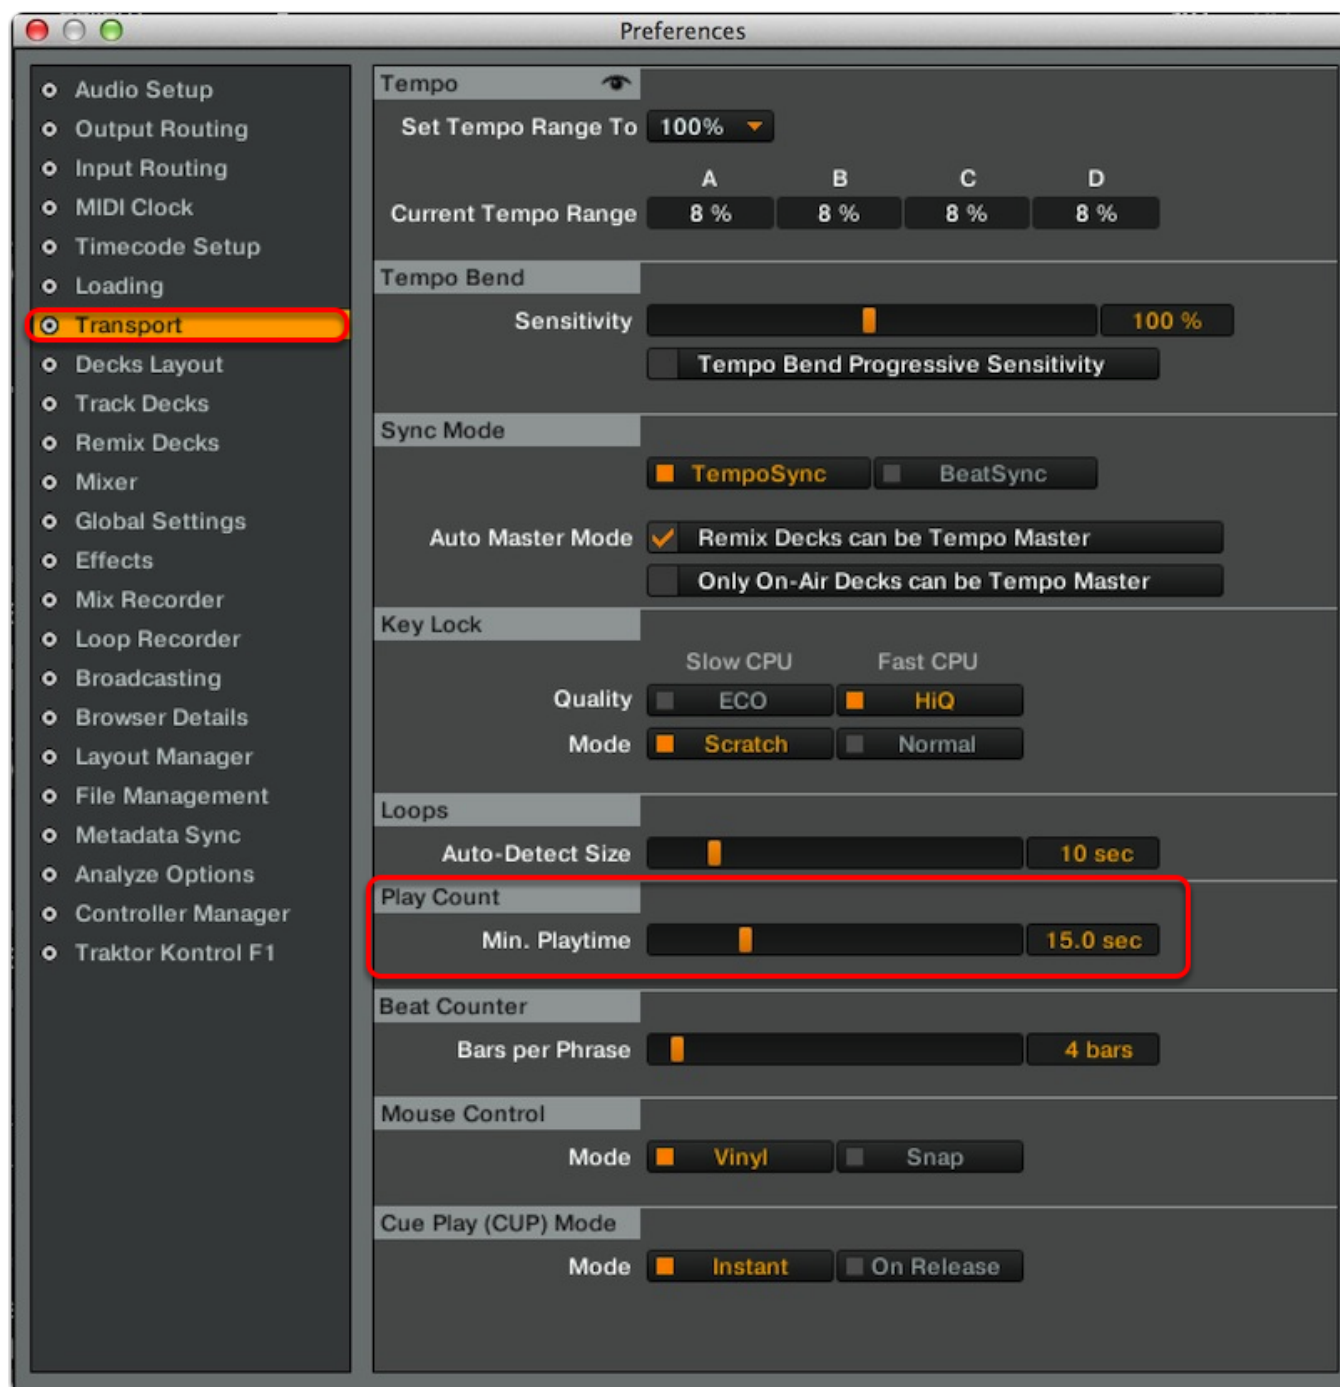 Preferences
Audio Setup
Output Routing
Input Routing
MIDI Clock
Timecode Setup
Loading
Transport
Decks Layout
Track Decks
Remix Decks
Mixer
Global Settings
Effects
Mix Recorder
Loop Recorder
Broadcasting
Browser Details
Layout Manager
File Management
Metadata Sync
Analyze Options
Controller Manager
Traktor Kontrol F1
Tempo
Set Tempo Range To 100%
A B C D
Current Tempo Range 8 % 8 % 8 % 8 %
Tempo Bend
Sensitivity 100 %
Tempo Bend Progressive Sensitivity
Sync Mode
TempoSync BeatSync
Auto Master Mode Remix Decks can be Tempo Master
Only On-Air Decks can be Tempo Master
Key Lock
Slow CPU Fast CPU
Quality ECO HiQ
Mode Scratch Normal
Loops
Auto-Detect Size 10 sec
Play Count
Min. Playtime 15.0 sec
Beat Counter
Bars per Phrase 4 bars
Mouse Control
Mode Vinyl Snap
Cue Play (CUP) Mode
Mode Instant On Release